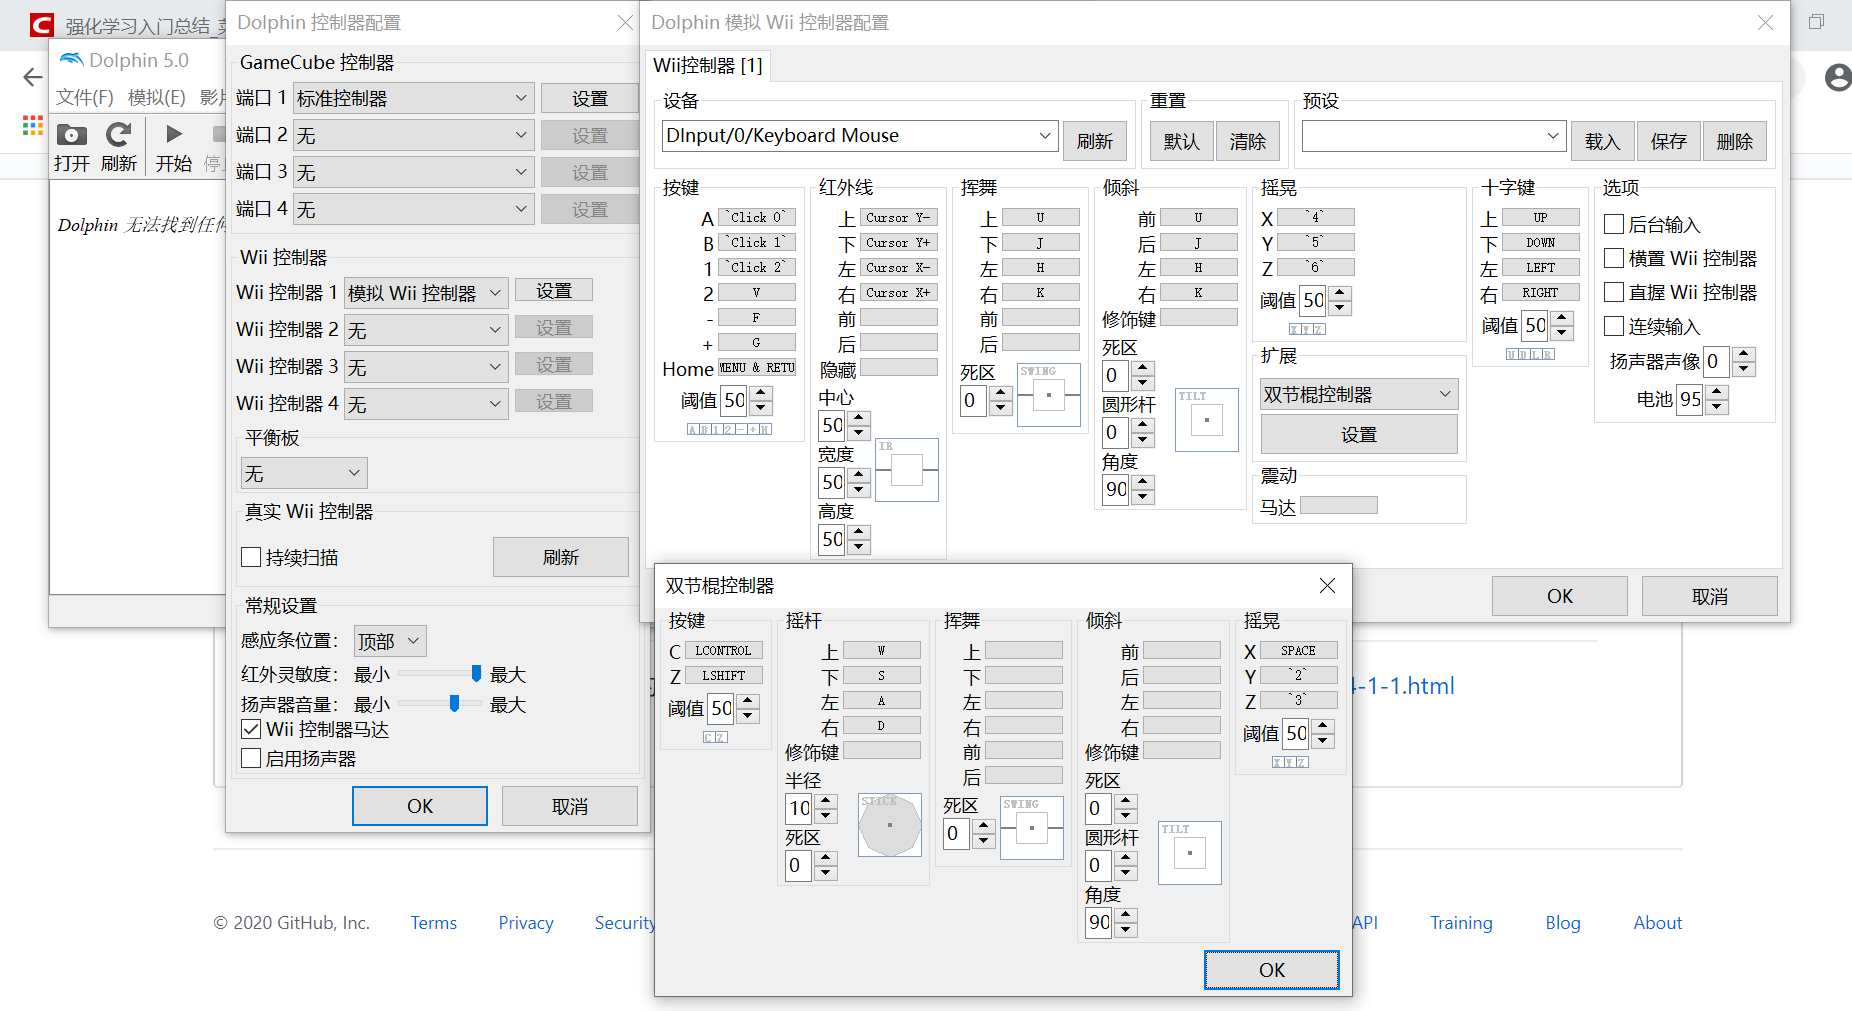 强化学习入门总结_菜
Dolphin 5.0
文件(F) 模拟(E) 影片
打开 刷新 开始
Dolphin 无法找到任何
Dolphin 控制器配置
GameCube 控制器
端口 1 标准控制器 设置
端口 2 无 设置
端口 3 无 设置
端口 4 无 设置
Wii 控制器
Wii 控制器 1 模拟 Wii 控制器 设置
Wii 控制器 2 无 设置
Wii 控制器 3 无 设置
Wii 控制器 4 无 设置
平衡板
无
真实 Wii 控制器
持续扫描 刷新
常规设置
感应条位置： 顶部
红外灵敏度： 最小 最大
扬声器音量： 最小 最大
Wii 控制器马达
启用扬声器
OK 取消
Dolphin 模拟 Wii 控制器配置
Wii控制器 [1]
设备
DInput/0/Keyboard Mouse 刷新
重置
默认 清除
预设
载入 保存 删除
按键
A `Click 0`
B `Click 1`
1 `Click 2`
2 V
- F
+ G
Home MENU & RETU
阈值 50
A B 1 2 - + H
红外线
上 Cursor Y-
下 Cursor Y+
左 Cursor X-
右 Cursor X+
前
后
隐藏
中心
50
宽度
50
高度
50
IR
挥舞
上 U
下 J
左 H
右 K
前
后
死区
0
SWING
倾斜
前 U
后 J
左 H
右 K
修饰键
死区
0
圆形杆
0
角度
90
TILT
摇晃
X `4`
Y `5`
Z `6`
阈值 50
X Y Z
扩展
双节棍控制器
设置
震动
马达
十字键
上 UP
下 DOWN
左 LEFT
右 RIGHT
阈值 50
U D L R
选项
后台输入
横置 Wii 控制器
直握 Wii 控制器
连续输入
扬声器声像 0
电池 95
OK 取消
双节棍控制器
按键
C LCONTROL
Z LSHIFT
阈值 50
C Z
摇杆
上 W
下 S
左 A
右 D
修饰键
半径
10
死区
0
STICK
挥舞
上
下
左
右
前
后
死区
0
SWING
倾斜
前
后
左
右
修饰键
死区
0
圆形杆
0
角度
90
TILT
摇晃
X SPACE
Y `2`
Z `3`
阈值 50
X Y Z
OK
4-1-1.html
© 2020 GitHub, Inc. Terms Privacy Security API Training Blog About